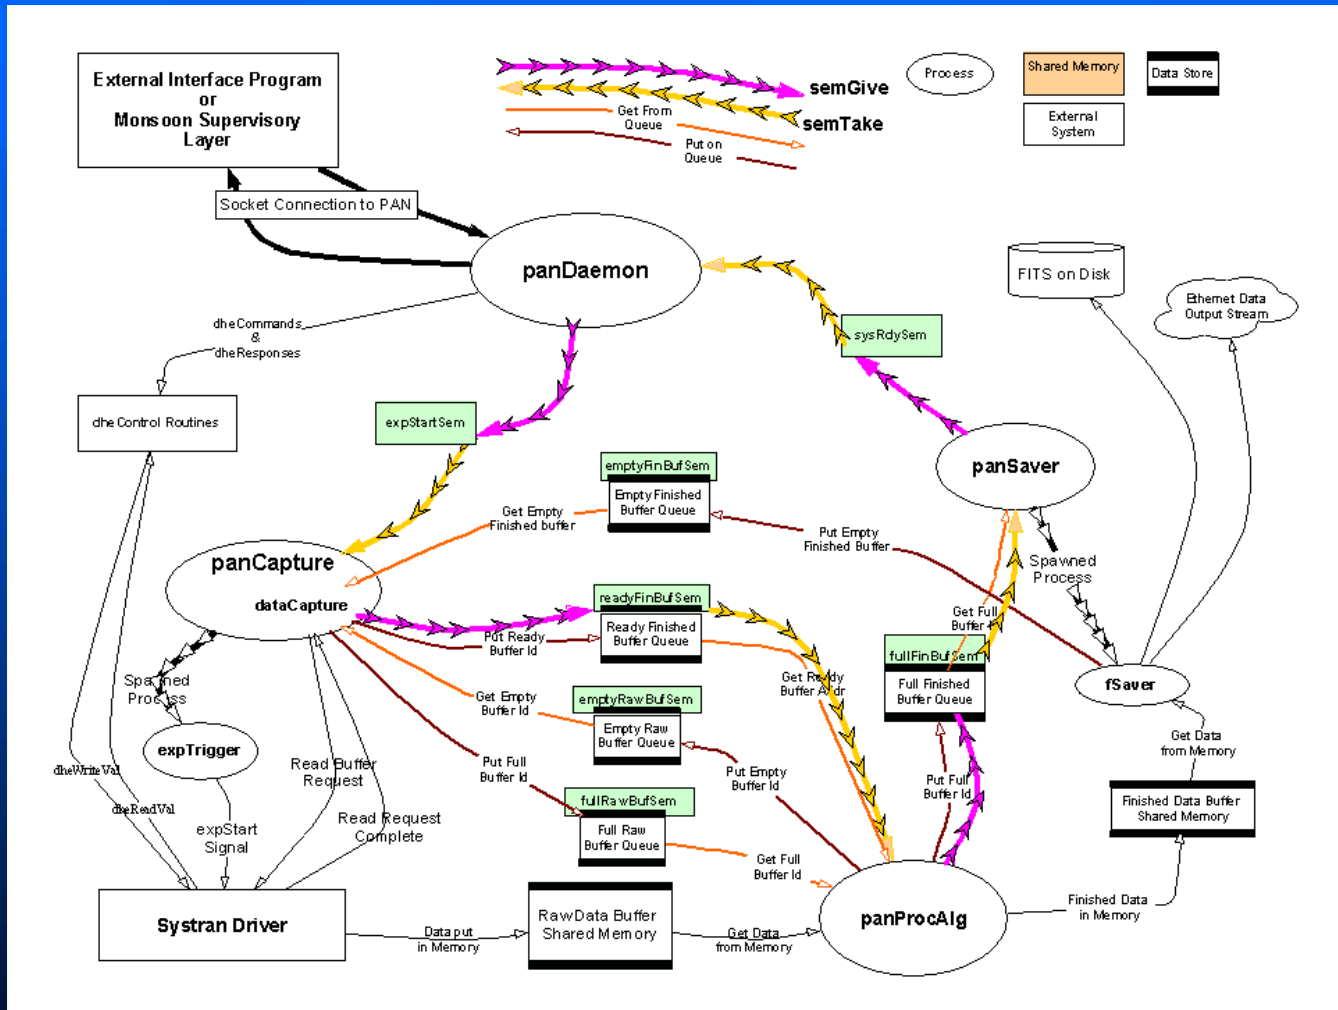 External Interface Program
or
Monsoon Supervisory
Layer
semGive
semTake
Get From
Queue
Put on
Queue
Process
Shared Memory
External
System
Data Store
Socket Connection to PAN
panDaemon
FITS on Disk
Ethernet Data
Output Stream
dheCommands
&
dheResponses
sysRdySem
dheControl Routines
expStartSem
emptyFinBufSem
Empty Finished
Buffer Queue
panSaver
Get Empty
Finished buffer
Put Empty
Finished Buffer
panCapture
dataCapture
Spawned
Process
readyFinBufSem
Ready Finished
Buffer Queue
Put Ready
Buffer Id
Get Full
Buffer
fullFinBufSem
Full Finished
Buffer Queue
Get Ready
Buffer Addr
fSaver
Spawned
Process
Get Empty
Buffer Id
emptyRawBufSem
Empty Raw
Buffer Queue
expTrigger
Get Data
from Memory
dheWriteVal
Read Buffer
Request
Put Full
Buffer Id
Put Empty
Buffer Id
Put Full
Buffer Id
dheReadVal
fullRawBufSem
Full Raw
Buffer Queue
Finished Data Buffer
Shared Memory
expStart
Signal
Read Request
Complete
Get Full
Buffer Id
Systran Driver
Data put
in Memory
RawData Buffer
Shared Memory
Get Data
from Memory
panProcAlg
Finished Data
in Memory